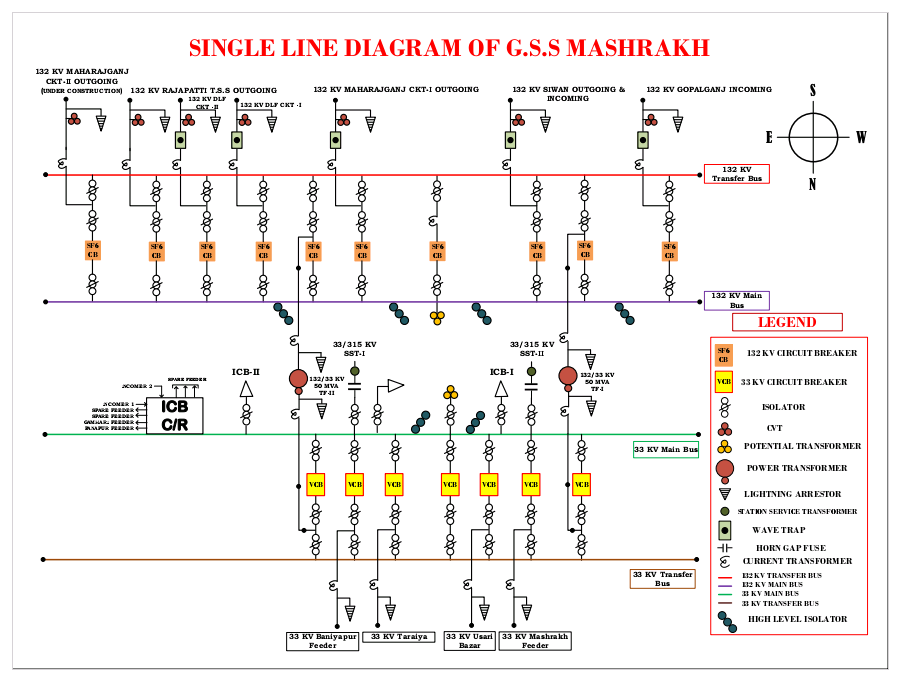 SINGLE LINE DIAGRAM OF G.S.S MASHRAKH
132 KV MAHARAJGANJ
CKT-II OUTGOING
(UNDER CONSTRUCTION)
132 KV RAJAPATTI T.S.S OUTGOING
132 KV DLF
CKT -II
132 KV DLF CKT -I
132 KV MAHARAJGANJ CKT-I OUTGOING
132 KV SIWAN OUTGOING &
INCOMING
132 KV GOPALGANJ INCOMING
S
E
W
N
132 KV
Transfer Bus
SF6
CB
SF6
CB
SF6
CB
SF6
CB
SF6
CB
SF6
CB
SF6
CB
SF6
CB
SF6
CB
SF6
CB
132 KV Main
Bus
LEGEND
SF6
CB
132 KV CIRCUIT BREAKER
VCB
33 KV CIRCUIT BREAKER
ISOLATOR
CVT
POTENTIAL TRANSFORMER
POWER TRANSFORMER
LIGHTNING ARRESTOR
STATION SERVICE TRANSFORMER
WAVE TRAP
HORN GAP FUSE
CURRENT TRANSFORMER
132 KV TRANSFER BUS
132 KV MAIN BUS
33 KV MAIN BUS
33 KV TRANSFER BUS
HIGH LEVEL ISOLATOR
33/315 KV
SST-I
33/315 KV
SST-II
ICB-II
ICB-I
132/33 KV
50 MVA
TF-II
132/33 KV
50 MVA
TF-I
INCOMER 2
SPARE FEEDER
INCOMER 1
SPARE FEEDER
SPARE FEEDER
FEEDER
FEEDER
ICB
C/R
33 KV Main Bus
VCB
VCB
VCB
VCB
VCB
VCB
VCB
33 KV Transfer
Bus
33 KV Baniyapur
Feeder
33 KV Taraiya
33 KV Usari
Bazar
33 KV Mashrakh
Feeder